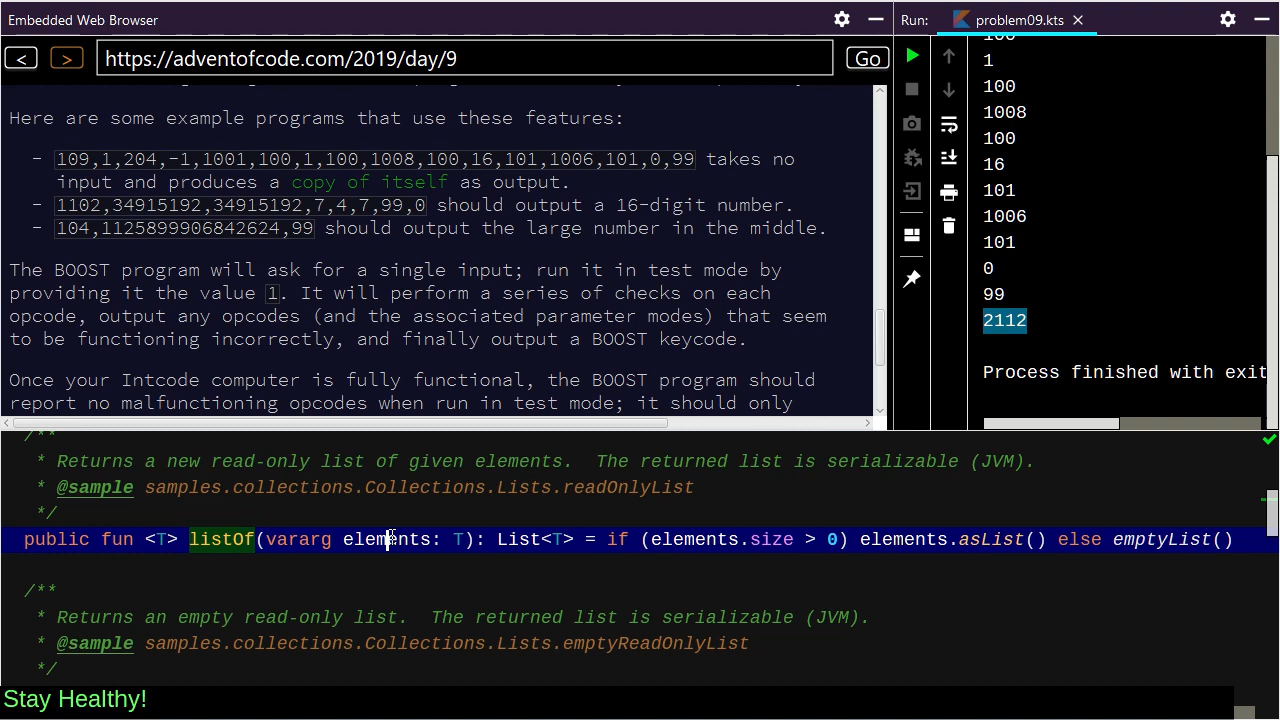 Embedded Web Browser
< > https://adventofcode.com/2019/day/9 Go
Here are some example programs that use these features:
- 109,1,204,-1,1001,100,1,100,1008,100,16,101,1006,101,0,99 takes no
input and produces a copy of itself as output.
- 1102,34915192,34915192,7,4,7,99,0 should output a 16-digit number.
- 104,1125899906842624,99 should output the large number in the middle.
The BOOST program will ask for a single input; run it in test mode by
providing it the value 1. It will perform a series of checks on each
opcode, output any opcodes (and the associated parameter modes) that seem
to be functioning incorrectly, and finally output a BOOST keycode.
Once your Intcode computer is fully functional, the BOOST program should
report no malfunctioning opcodes when run in test mode; it should only
Run: problem09.kts
100
1
100
1008
100
16
101
1006
101
0
99
2112
Process finished with exit
/**
* Returns a new read-only list of given elements.  The returned list is serializable (JVM).
* @sample samples.collections.Collections.Lists.readOnlyList
*/
public fun <T> listOf(vararg elements: T): List<T> = if (elements.size > 0) elements.asList() else emptyList()
/**
* Returns an empty read-only list.  The returned list is serializable (JVM).
* @sample samples.collections.Collections.Lists.emptyReadOnlyList
*/
Stay Healthy!